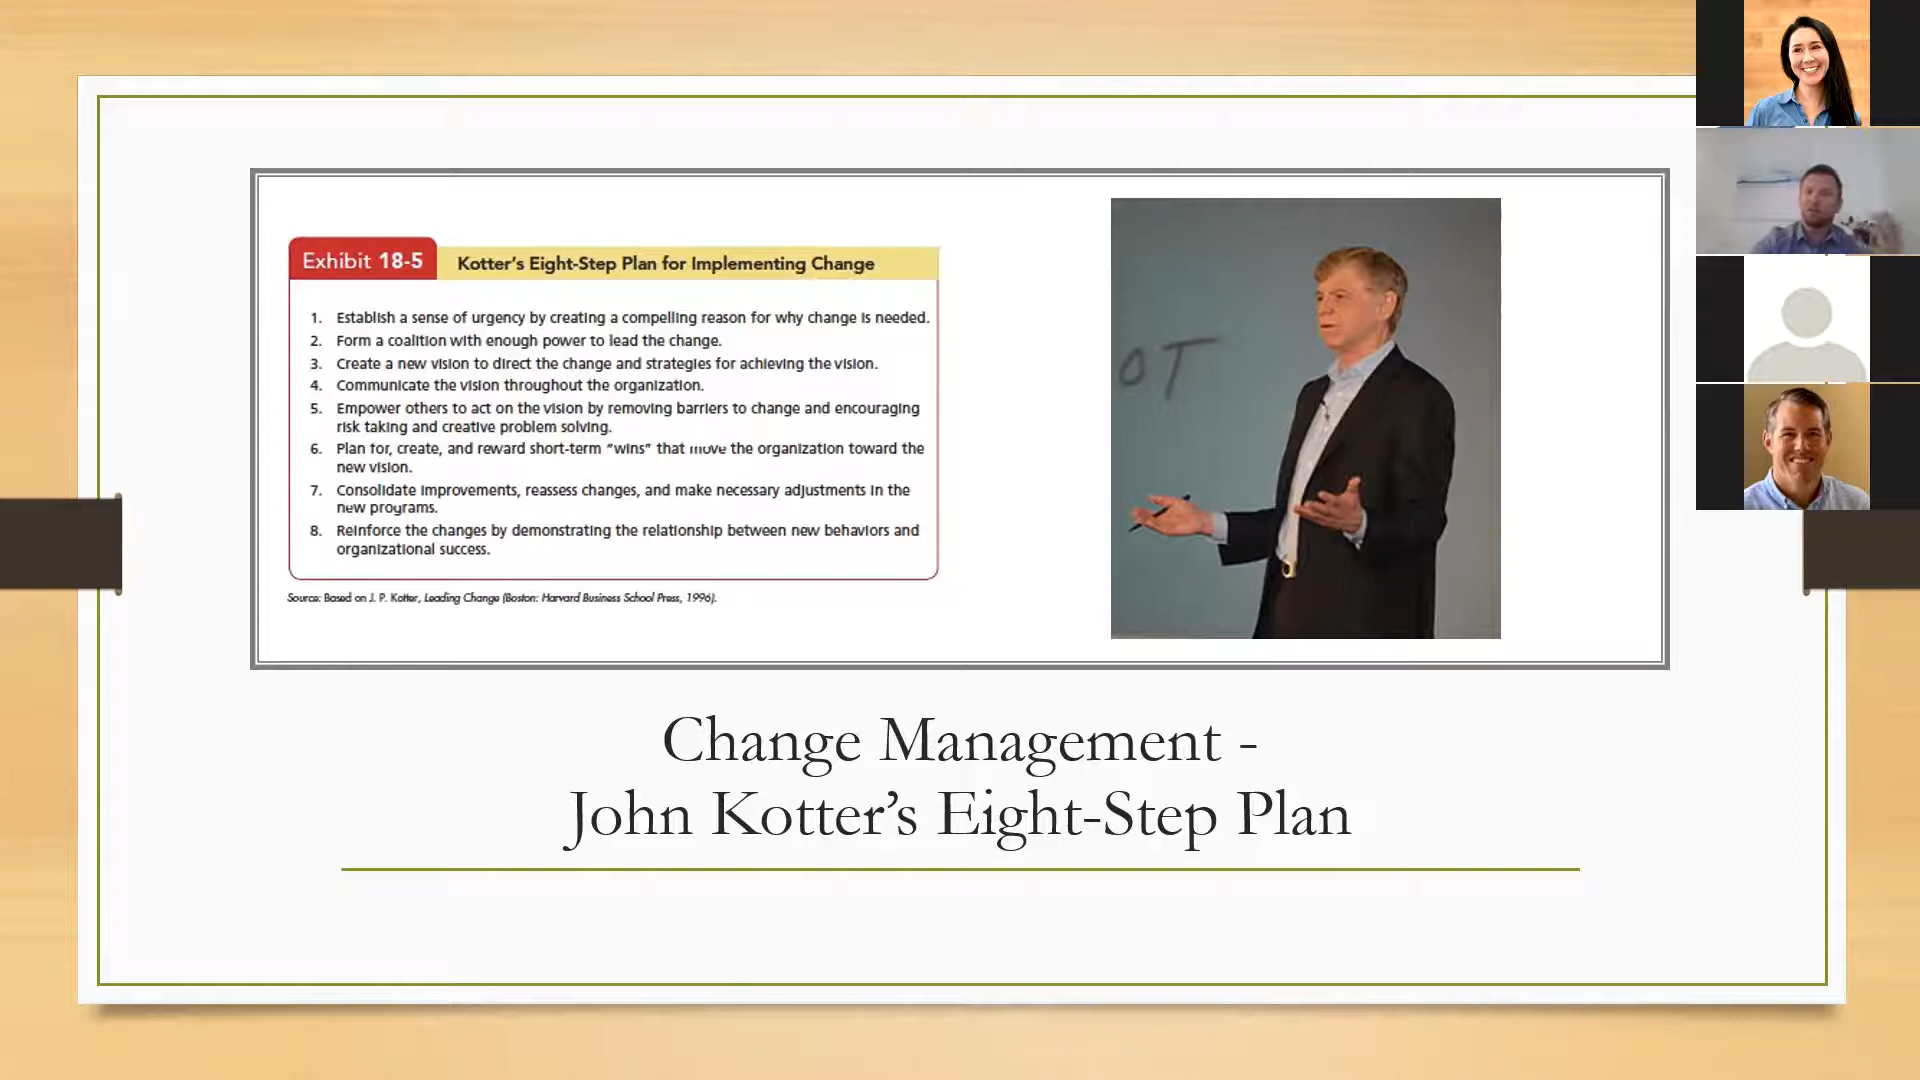 Exhibit 18-5 Kotter's Eight-Step Plan for Implementing Change
1. Establish a sense of urgency by creating a compelling reason for why change is needed.
2. Form a coalition with enough power to lead the change.
3. Create a new vision to direct the change and strategies for achieving the vision.
4. Communicate the vision throughout the organization.
5. Empower others to act on the vision by removing barriers to change and encouraging
risk taking and creative problem solving.
6. Plan for, create, and reward short-term "wins" that move the organization toward the
new vision.
7. Consolidate improvements, reassess changes, and make necessary adjustments in the
new programs.
8. Reinforce the changes by demonstrating the relationship between new behaviors and
organizational success.
Source: Based on J. P. Kotter, Leading Change (Boston: Harvard Business School Press, 1996).
OT
Change Management -
John Kotter's Eight-Step Plan